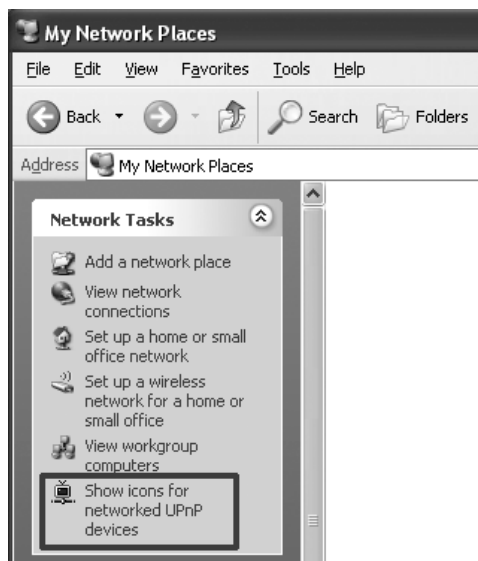 My Network Places
File Edit View Favorites Tools Help
Back Search Folders
Address My Network Places
Network Tasks
Add a network place
View network
connections
Set up a home or small
office network
Set up a wireless
network for a home or
small office
View workgroup
computers
Show icons for
networked UPnP
devices